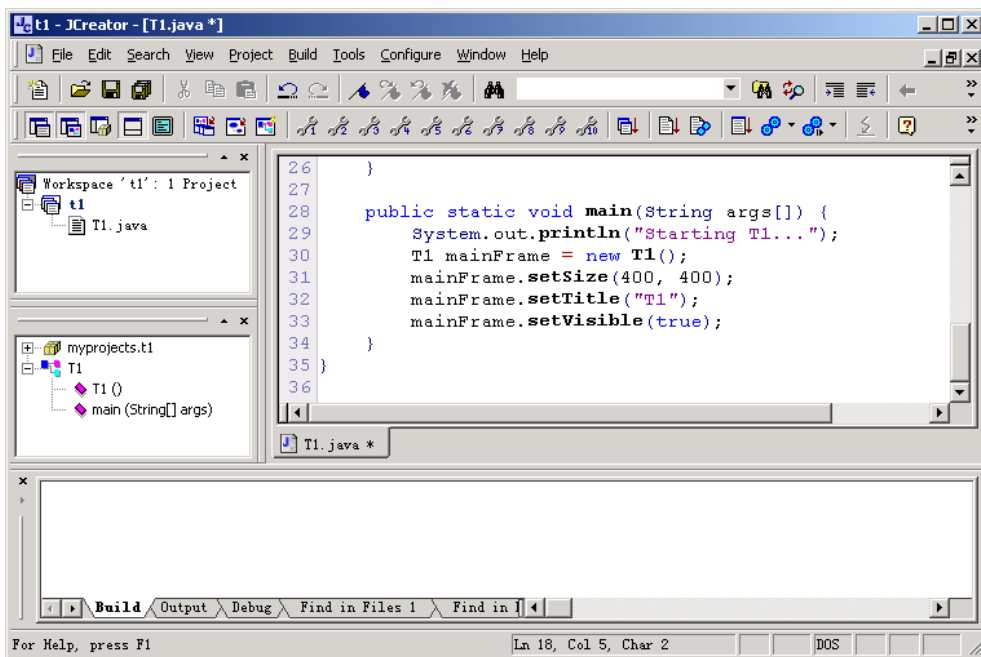 t1 - JCreator - [T1.java *]
File Edit Search View Project Build Tools Configure Window Help
Workspace 't1': 1 Project
t1
T1.java
myprojects.t1
T1
T1 ()
main (String[] args)
26 }
27
28 public static void main(String args[]) {
29 System.out.println("Starting T1...");
30 T1 mainFrame = new T1();
31 mainFrame.setSize(400, 400);
32 mainFrame.setTitle("T1");
33 mainFrame.setVisible(true);
34 }
35 }
36
T1.java *
Build Output Debug Find in Files 1 Find in
For Help, press F1 Ln 18, Col 5, Char 2 DOS